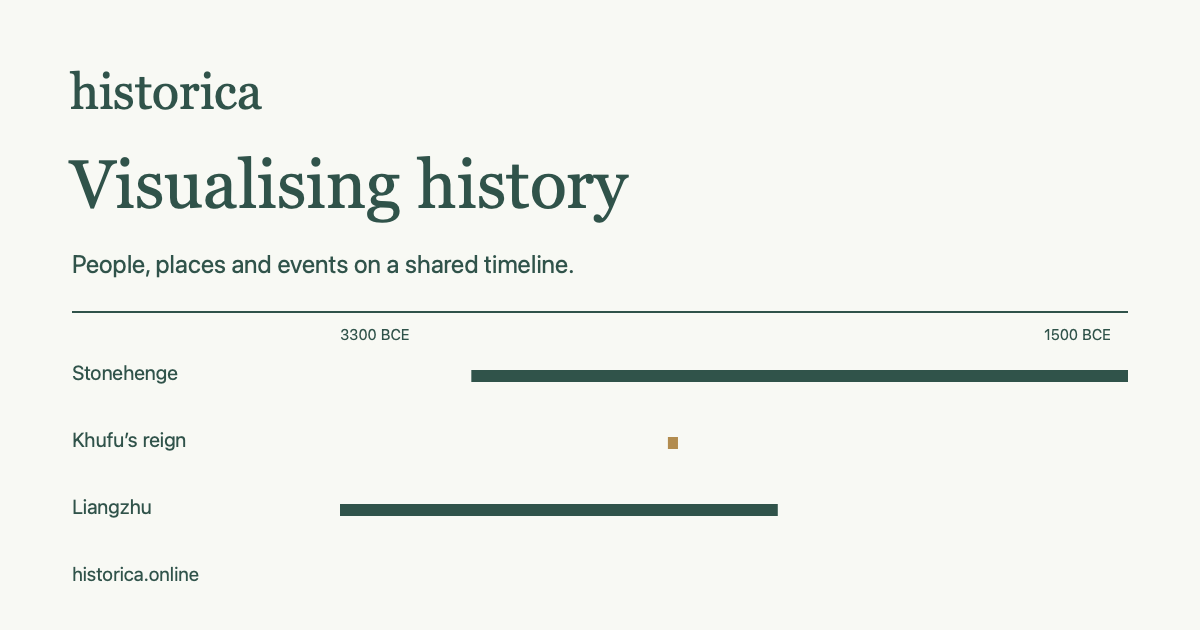 historica
Visualising history
People, places and events on a shared timeline.
3300 BCE 1500 BCE
Stonehenge
Khufu’s reign
Liangzhu
historica.online